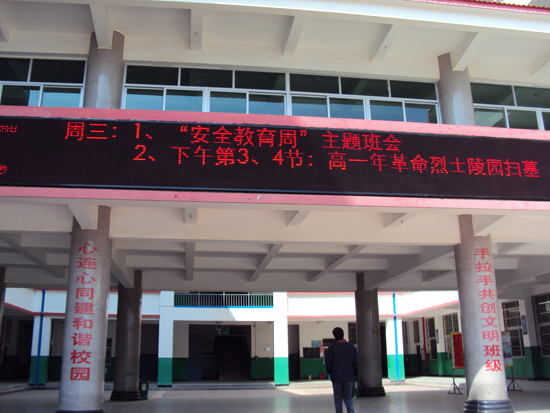 周三：1、“安全教育周”主题班会
2、下午第3、4节：高一年革命烈士陵园扫墓
心连心同建和谐校园
手拉手共创文明班级